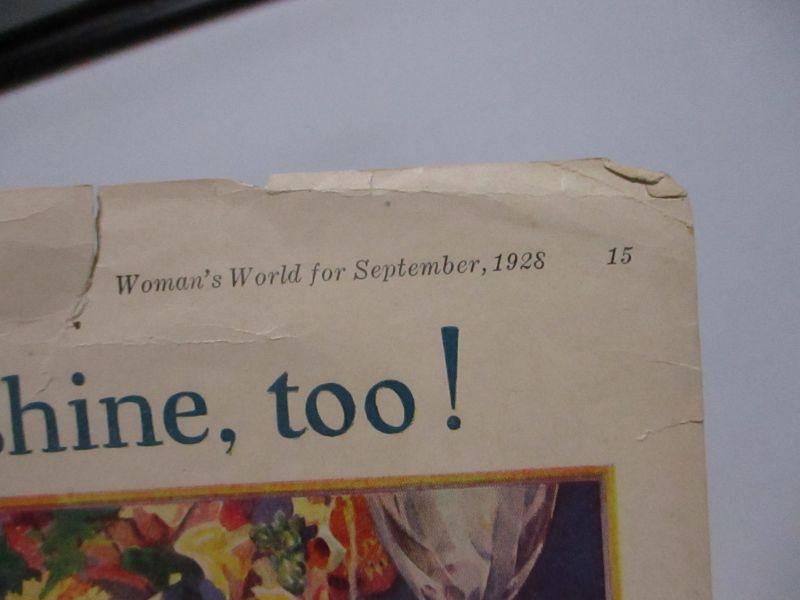 Woman's World for September, 1928 15
shine, too!